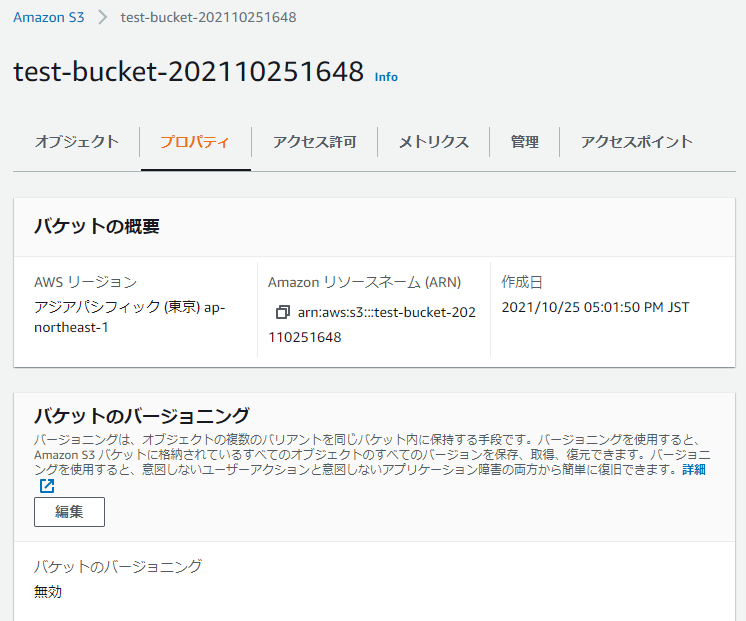 Amazon S3 > test-bucket-202110251648
test-bucket-202110251648 Info
オブジェクト プロパティ アクセス許可 メトリクス 管理 アクセスポイント
バケットの概要
AWS リージョン
アジアパシフィック (東京) ap-
northeast-1
Amazon リソースネーム (ARN)
arn:aws:s3:::test-bucket-202
110251648
作成日
2021/10/25 05:01:50 PM JST
バケットのバージョニング
バージョニングは、オブジェクトの複数のバリアントを同じバケット内に保持する手段です。バージョニングを使用すると、
Amazon S3 バケットに格納されているすべてのオブジェクトのすべてのバージョンを保存、取得、復元できます。バージョニ
ングを使用すると、意図しないユーザーアクションと意図しないアプリケーション障害の両方から簡単に復旧できます。詳細
編集
バケットのバージョニング
無効